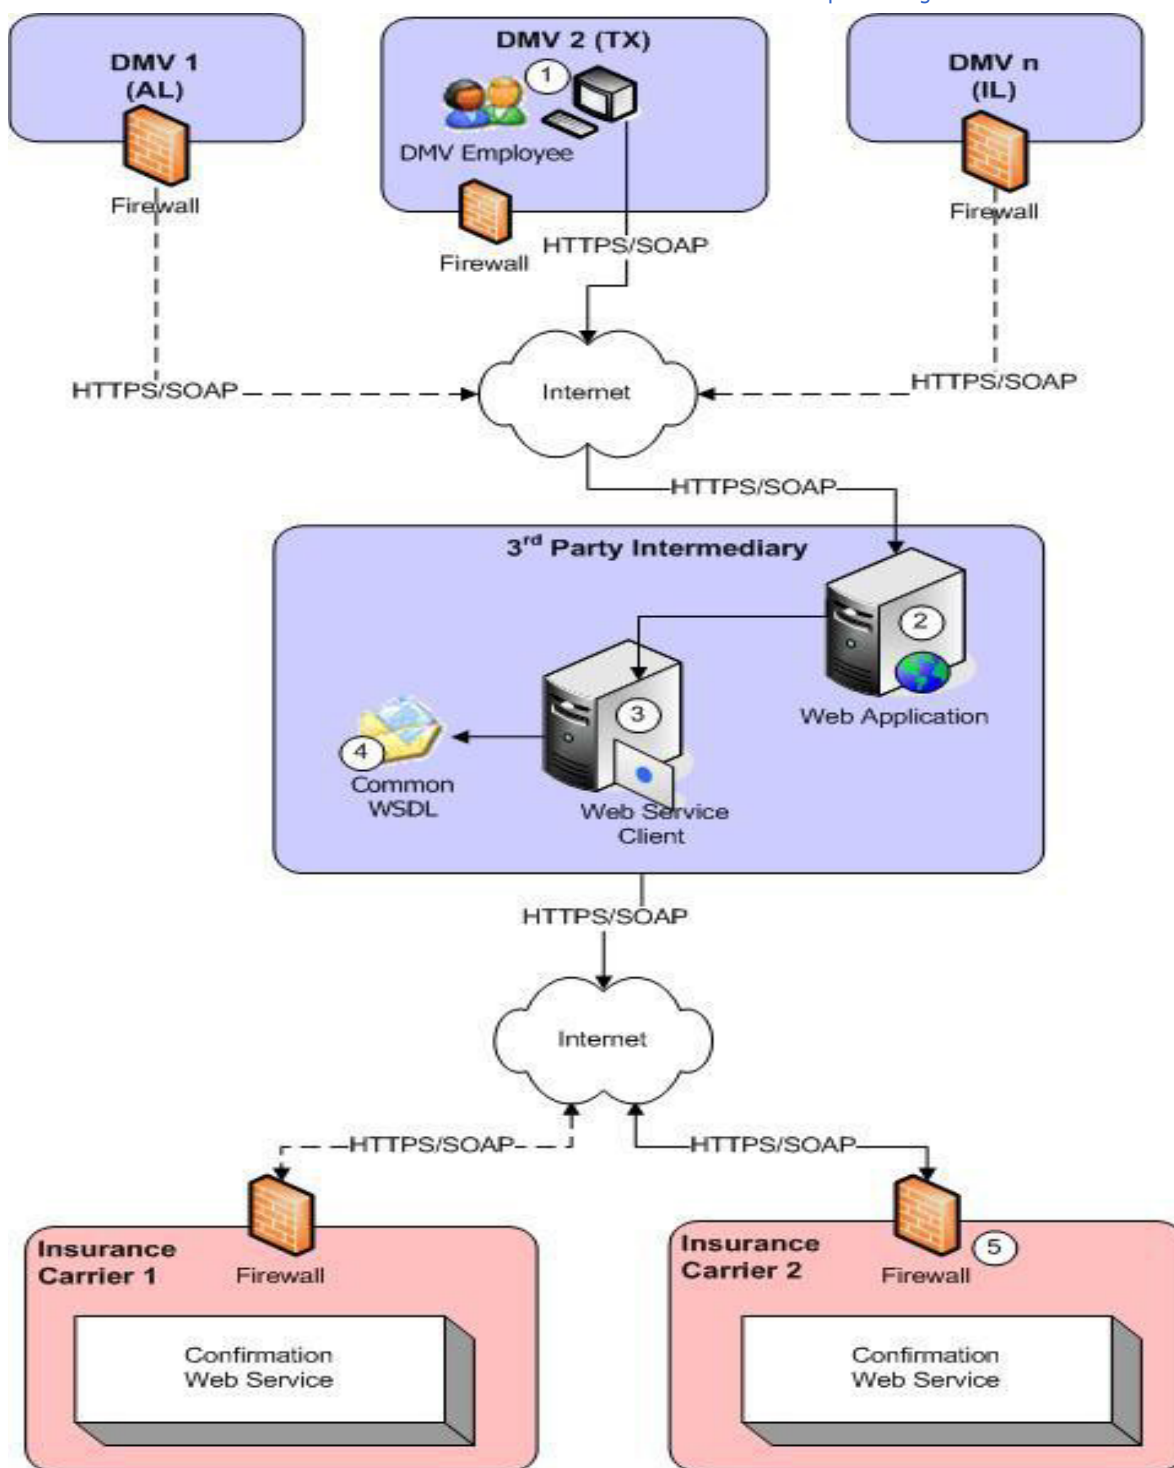 DMV 1
(AL)
Firewall
DMV 2 (TX)
1
DMV Employee
Firewall
HTTPS/SOAP
DMV n
(IL)
Firewall
HTTPS/SOAP
Internet
HTTPS/SOAP
HTTPS/SOAP
3rd Party Intermediary
2
Web Application
3
Web Service
Client
4
Common
WSDL
HTTPS/SOAP
Internet
HTTPS/SOAP
HTTPS/SOAP
Insurance
Carrier 1
Firewall
Confirmation
Web Service
Insurance
Carrier 2
Firewall
5
Confirmation
Web Service